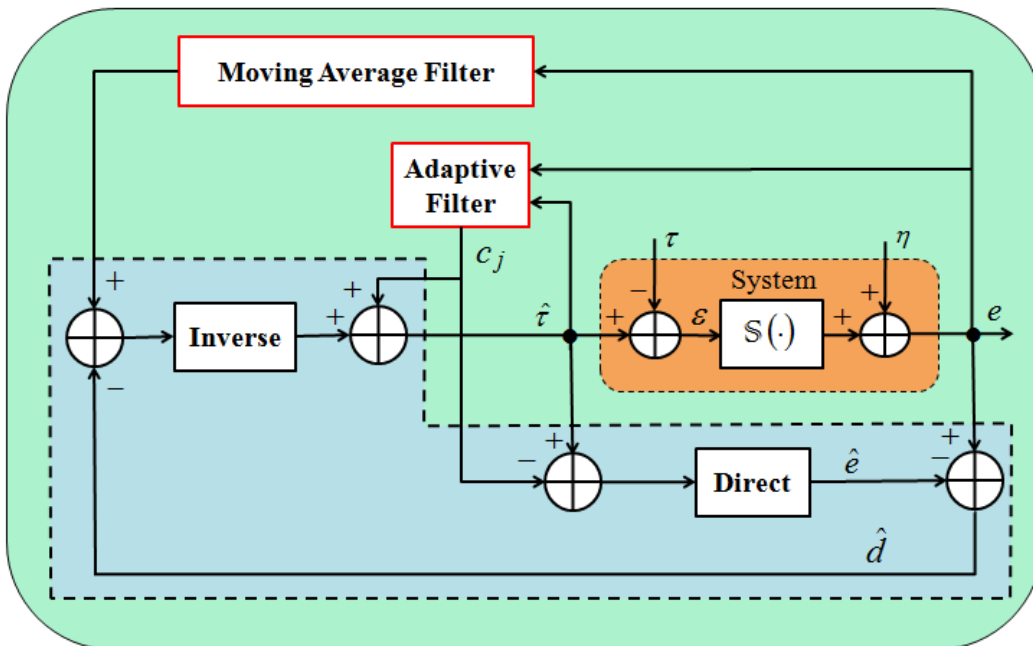 Moving Average Filter
Adaptive
Filter
c_j
τ
η
System
+
+
−
+
+
Inverse
+
τ̂
+
ε
𝕊(·)
+
e
−
+
+
−
−
Direct
ê
d̂